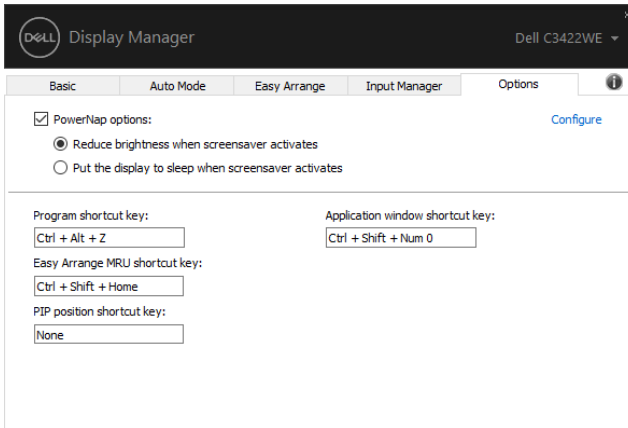 DELL Display Manager
Dell C3422WE
Basic Auto Mode Easy Arrange Input Manager Options
PowerNap options:
Configure
Reduce brightness when screensaver activates
Put the display to sleep when screensaver activates
Program shortcut key:
Application window shortcut key:
Ctrl + Alt + Z
Ctrl + Shift + Num 0
Easy Arrange MRU shortcut key:
Ctrl + Shift + Home
PIP position shortcut key:
None